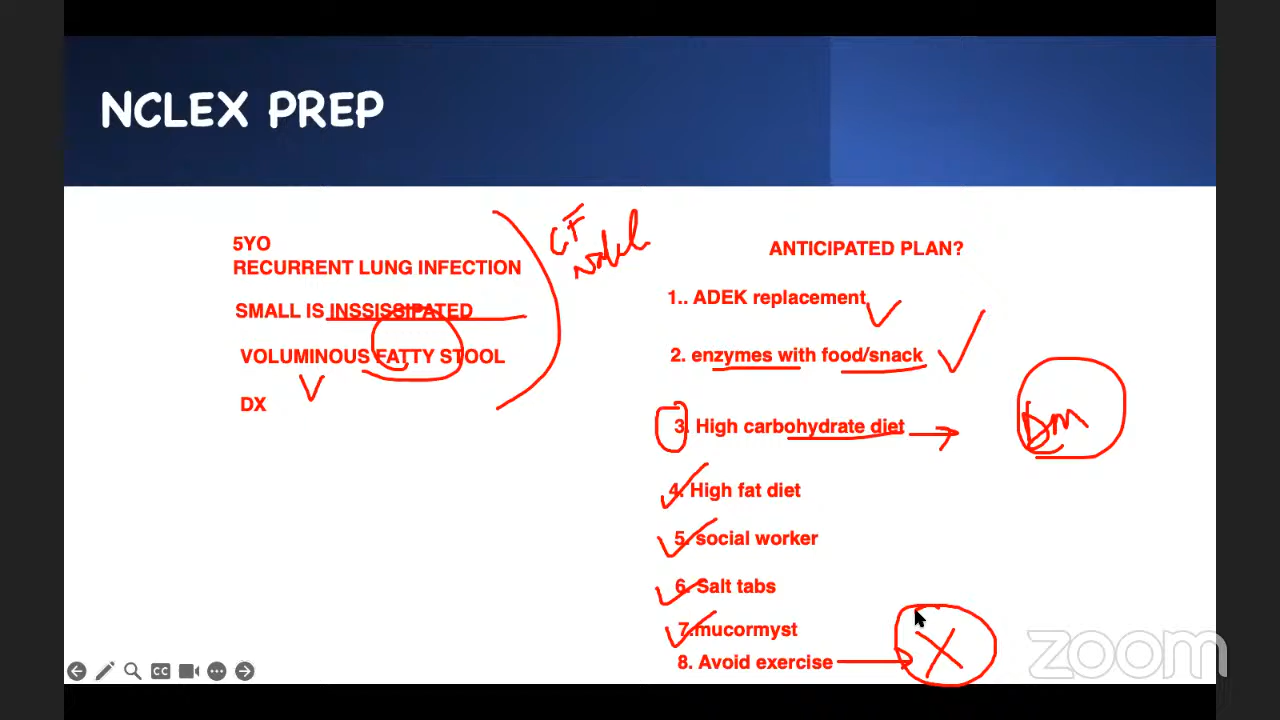 NCLEX PREP
5YO
RECURRENT LUNG INFECTION
SMALL IS INSSISSIPATED
VOLUMINOUS FATTY STOOL
DX
CF
ANTICIPATED PLAN?
1.. ADEK replacement
2. enzymes with food/snack
3. High carbohydrate diet
DM
4. High fat diet
5. social worker
6. Salt tabs
7.mucormyst
8. Avoid exercise
X
CC
zoom